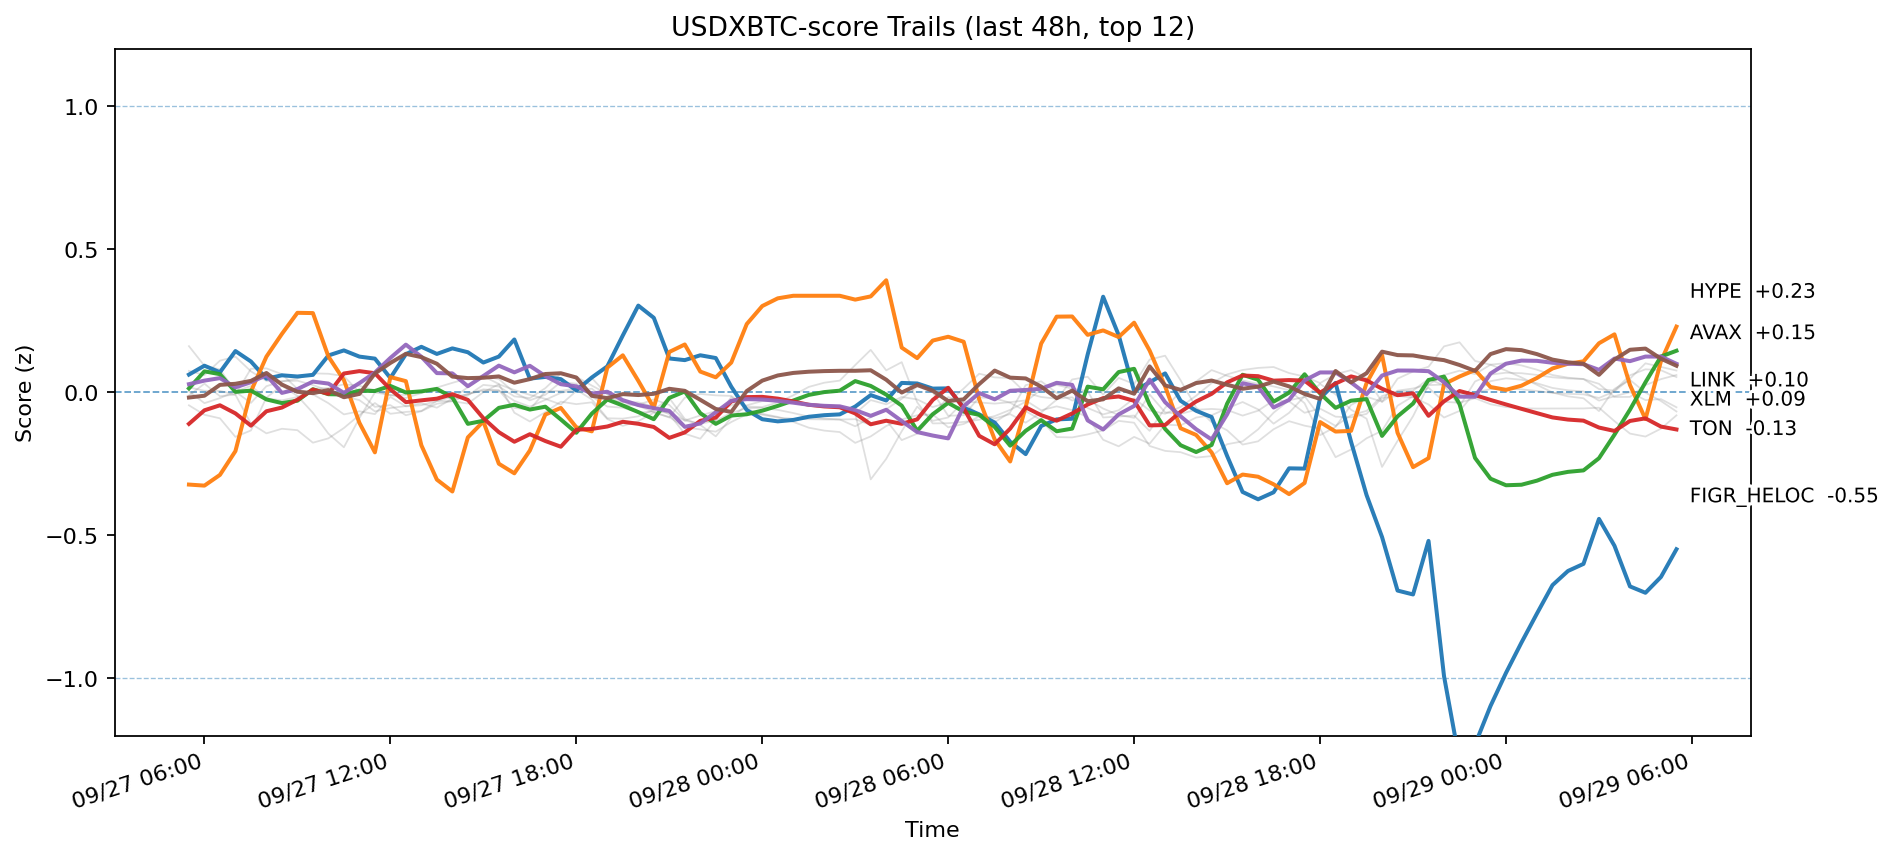 USDXBTC-score Trails (last 48h, top 12)
Score (z)
1.0
0.5
0.0
−0.5
−1.0
HYPE +0.23
AVAX +0.15
LINK +0.10
XLM +0.09
TON -0.13
FIGR_HELOC -0.55
09/27 06:00
09/27 12:00
09/27 18:00
09/28 00:00
09/28 06:00
09/28 12:00
09/28 18:00
09/29 00:00
09/29 06:00
Time